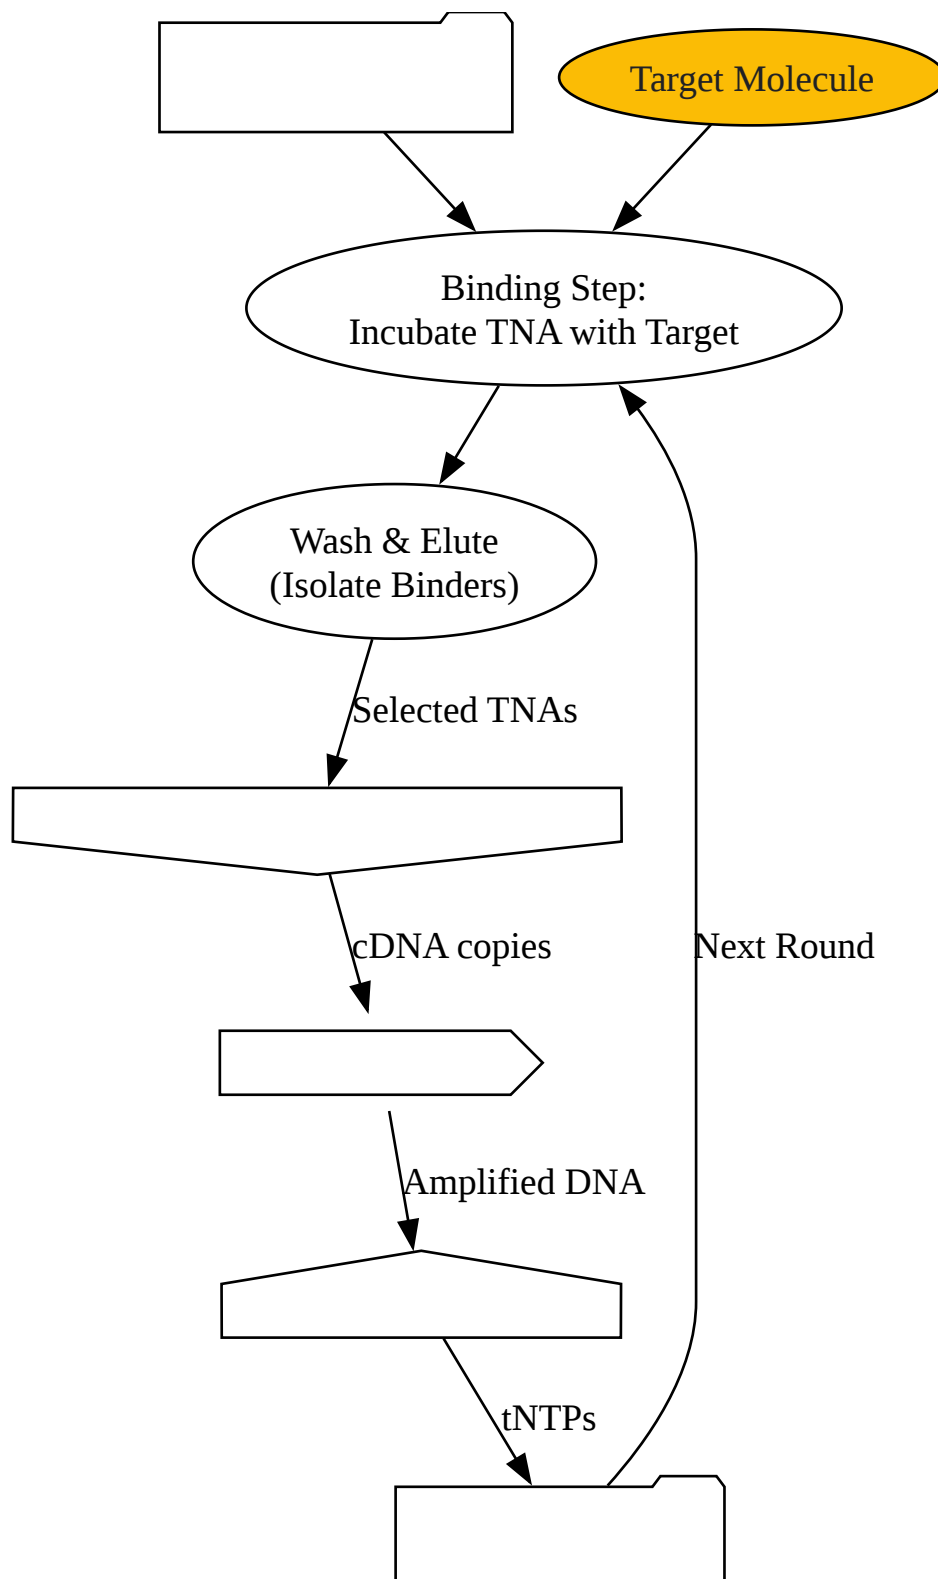 Target Molecule
Binding Step:
Incubate TNA with Target
Wash & Elute
(Isolate Binders)
Selected TNAs
cDNA copies
Next Round
Amplified DNA
tNTPs